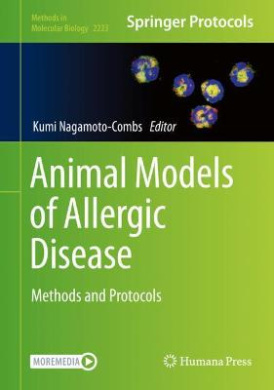 Methods in
Molecular Biology 2223
Springer Protocols
Kumi Nagamoto-Combs Editor
Animal Models
of Allergic
Disease
Methods and Protocols
MOREMEDIA
Humana Press